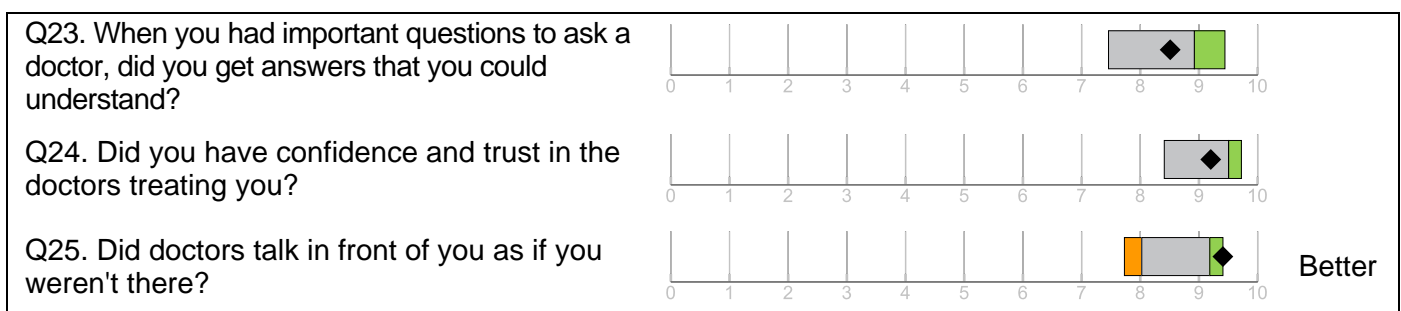 Q23. When you had important questions to ask a
doctor, did you get answers that you could
understand?
0 1 2 3 4 5 6 7 8 9 10
Q24. Did you have confidence and trust in the
doctors treating you?
0 1 2 3 4 5 6 7 8 9 10
Q25. Did doctors talk in front of you as if you
weren't there?
0 1 2 3 4 5 6 7 8 9 10
Better